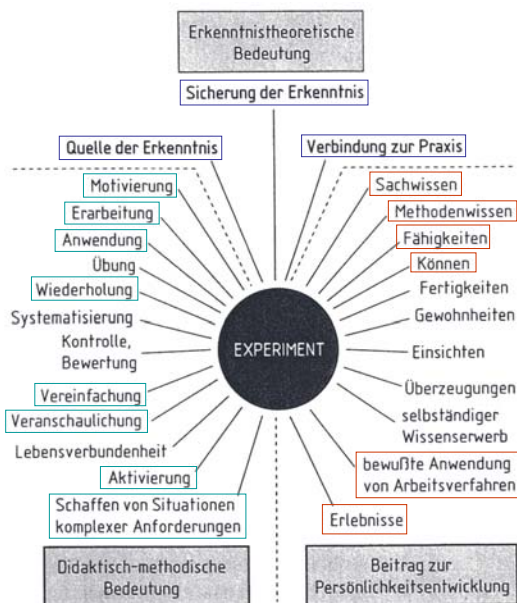 Erkenntnistheoretische
Bedeutung
Sicherung der Erkenntnis
Quelle der Erkenntnis
Verbindung zur Praxis
Motivierung
Erarbeitung
Anwendung
Übung
Wiederholung
Systematisierung
Kontrolle,
Bewertung
Vereinfachung
Veranschaulichung
Lebensverbundenheit
Aktivierung
Schaffen von Situationen
komplexer Anforderungen
EXPERIMENT
Sachwissen
Methodenwissen
Fähigkeiten
Können
Fertigkeiten
Gewohnheiten
Einsichten
Überzeugungen
selbständiger
Wissenserwerb
bewußte Anwendung
von Arbeitsverfahren
Erlebnisse
Didaktisch-methodische
Bedeutung
Beitrag zur
Persönlichkeitsentwicklung